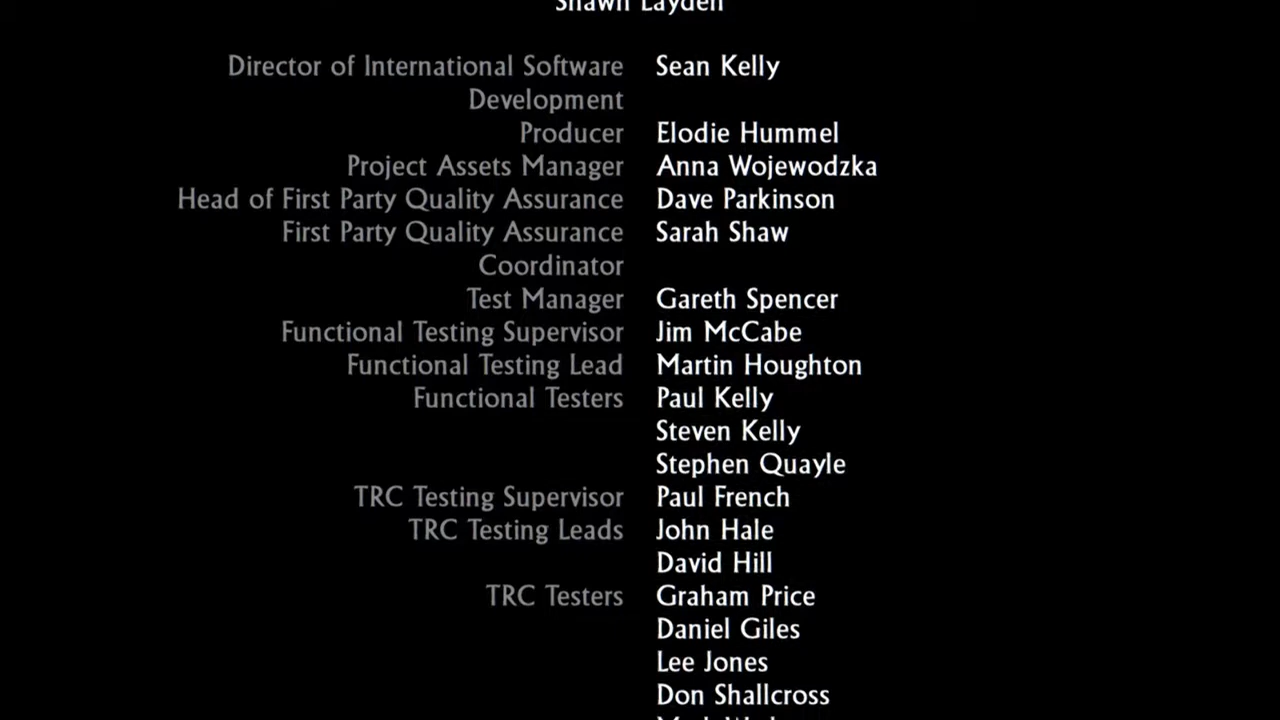 Shawn Layden
Director of International Software Sean Kelly
Development
Producer Elodie Hummel
Project Assets Manager Anna Wojewodzka
Head of First Party Quality Assurance Dave Parkinson
First Party Quality Assurance Sarah Shaw
Coordinator
Test Manager Gareth Spencer
Functional Testing Supervisor Jim McCabe
Functional Testing Lead Martin Houghton
Functional Testers Paul Kelly
Steven Kelly
Stephen Quayle
TRC Testing Supervisor Paul French
TRC Testing Leads John Hale
David Hill
TRC Testers Graham Price
Daniel Giles
Lee Jones
Don Shallcross